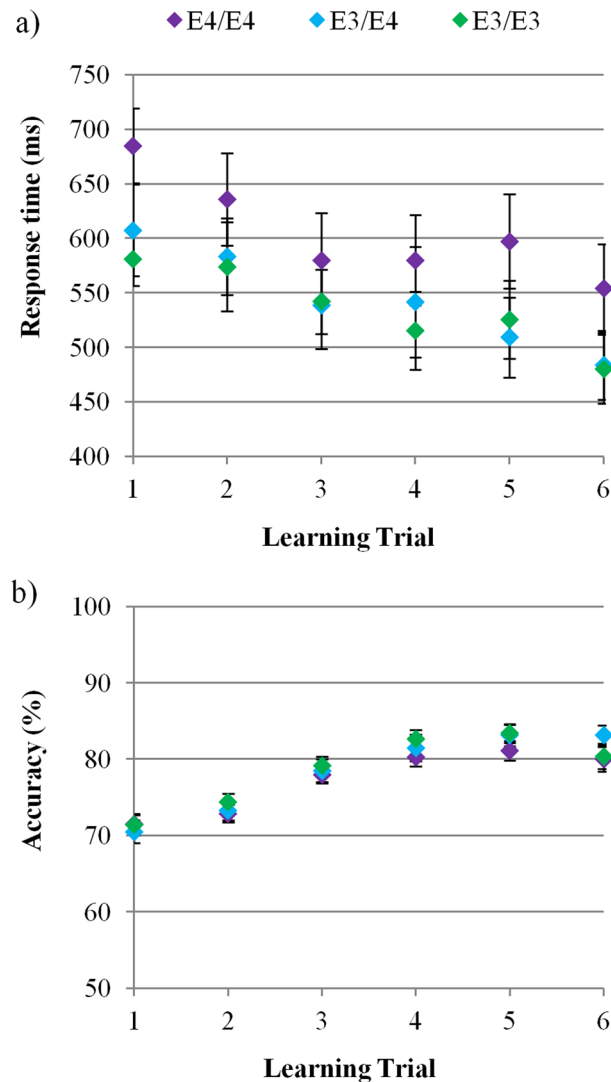 a)
E4/E4 E3/E4 E3/E3
750
700
650
600
550
500
450
400
Response time (ms)
1 2 3 4 5 6
Learning Trial
b)
100
90
80
70
60
50
Accuracy (%)
1 2 3 4 5 6
Learning Trial